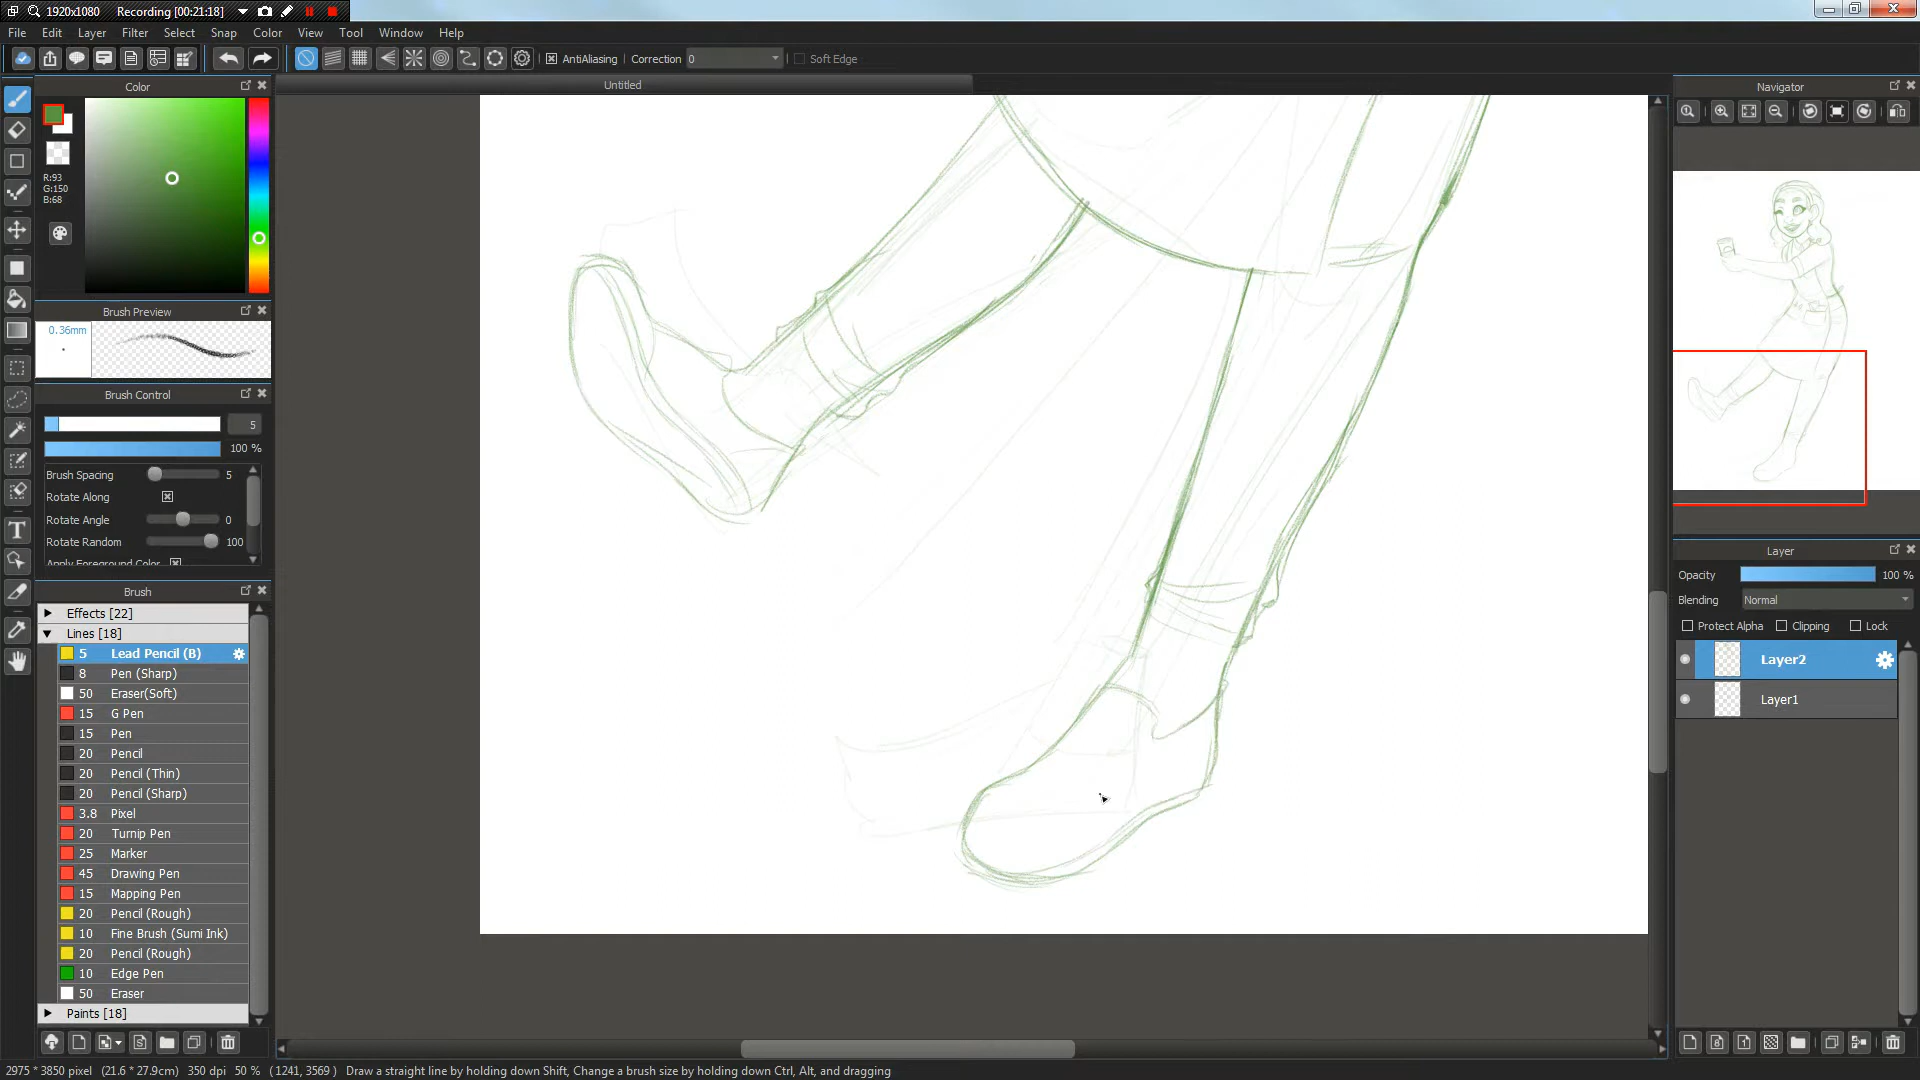 1920x1080 Recording [00:21:18]
File Edit Layer Filter Select Snap Color View Tool Window Help
AntiAliasing Correction 0 Soft Edge
Color
Untitled
Navigator
R:93
G:150
B:68
Brush Preview
0.36mm
Brush Control
5
100 %
Brush Spacing 5
Rotate Along
Rotate Angle 0
Rotate Random 100
Apply Foreground Color
Brush
Effects [22]
Lines [18]
5 Lead Pencil (B)
8 Pen (Sharp)
50 Eraser(Soft)
15 G Pen
15 Pen
20 Pencil
20 Pencil (Thin)
20 Pencil (Sharp)
3.8 Pixel
20 Turnip Pen
25 Marker
45 Drawing Pen
15 Mapping Pen
20 Pencil (Rough)
10 Fine Brush (Sumi Ink)
20 Pencil (Rough)
10 Edge Pen
50 Eraser
Paints [18]
Layer
Opacity 100 %
Blending Normal
Protect Alpha Clipping Lock
Layer2
Layer1
2975 * 3850 pixel (21.6 * 27.9cm) 350 dpi 50 % (1241, 3569) Draw a straight line by holding down Shift, Change a brush size by holding down Ctrl, Alt, and dragging